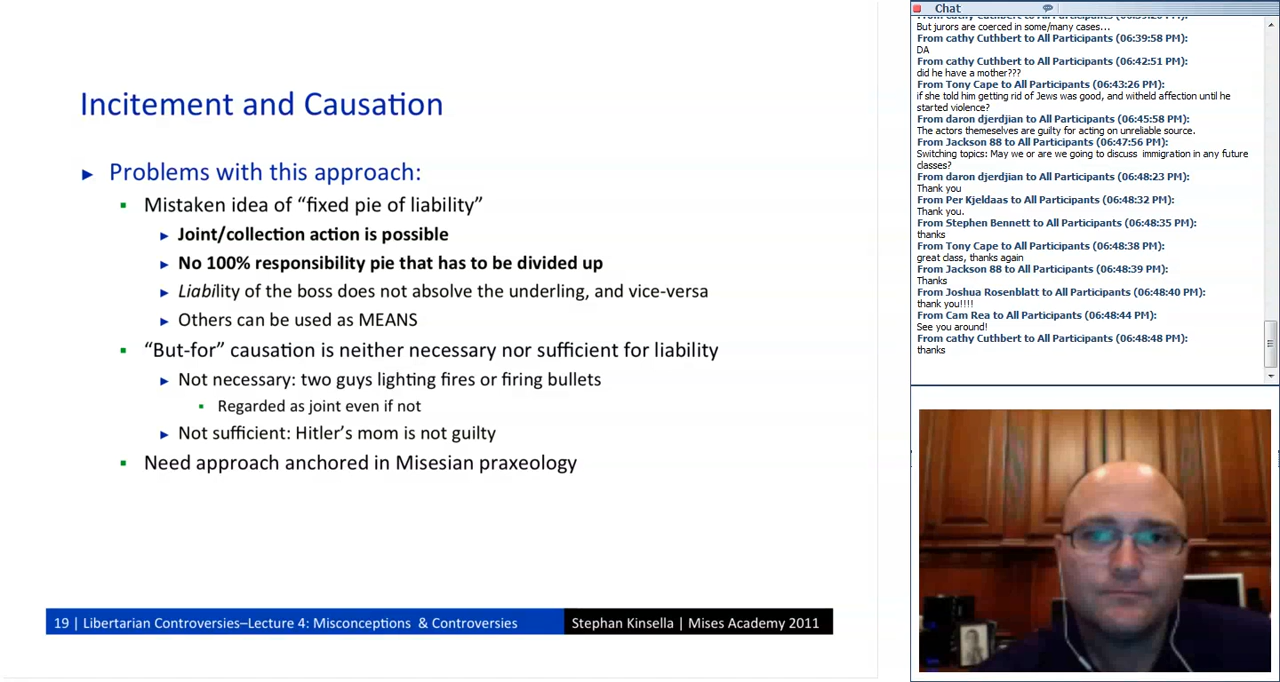 Incitement and Causation
► Problems with this approach:
▪ Mistaken idea of “fixed pie of liability”
► Joint/collection action is possible
► No 100% responsibility pie that has to be divided up
► Liability of the boss does not absolve the underling, and vice-versa
► Others can be used as MEANS
▪ “But-for” causation is neither necessary nor sufficient for liability
► Not necessary: two guys lighting fires or firing bullets
▪ Regarded as joint even if not
► Not sufficient: Hitler’s mom is not guilty
▪ Need approach anchored in Misesian praxeology
19 | Libertarian Controversies–Lecture 4: Misconceptions & Controversies
Stephan Kinsella | Mises Academy 2011
Chat
From cathy Cuthbert to All Participants (06:39:20 PM):
But jurors are coerced in some/many cases...
From cathy Cuthbert to All Participants (06:39:58 PM):
DA
From cathy Cuthbert to All Participants (06:42:51 PM):
did he have a mother???
From Tony Cape to All Participants (06:43:26 PM):
if she told him getting rid of Jews was good, and witheld affection until he
started violence?
From daron djerdjian to All Participants (06:45:58 PM):
The actors themeselves are guilty for acting on unreliable source.
From Jackson 88 to All Participants (06:47:56 PM):
Switching topics: May we or are we going to discuss immigration in any future
classes?
From daron djerdjian to All Participants (06:48:23 PM):
Thank you
From Per Kjeldaas to All Participants (06:48:32 PM):
Thank you.
From Stephen Bennett to All Participants (06:48:35 PM):
thanks
From Tony Cape to All Participants (06:48:38 PM):
great class, thanks again
From Jackson 88 to All Participants (06:48:39 PM):
Thanks
From Joshua Rosenblatt to All Participants (06:48:40 PM):
thank you!!!!
From Cam Rea to All Participants (06:48:44 PM):
See you around!
From cathy Cuthbert to All Participants (06:48:48 PM):
thanks